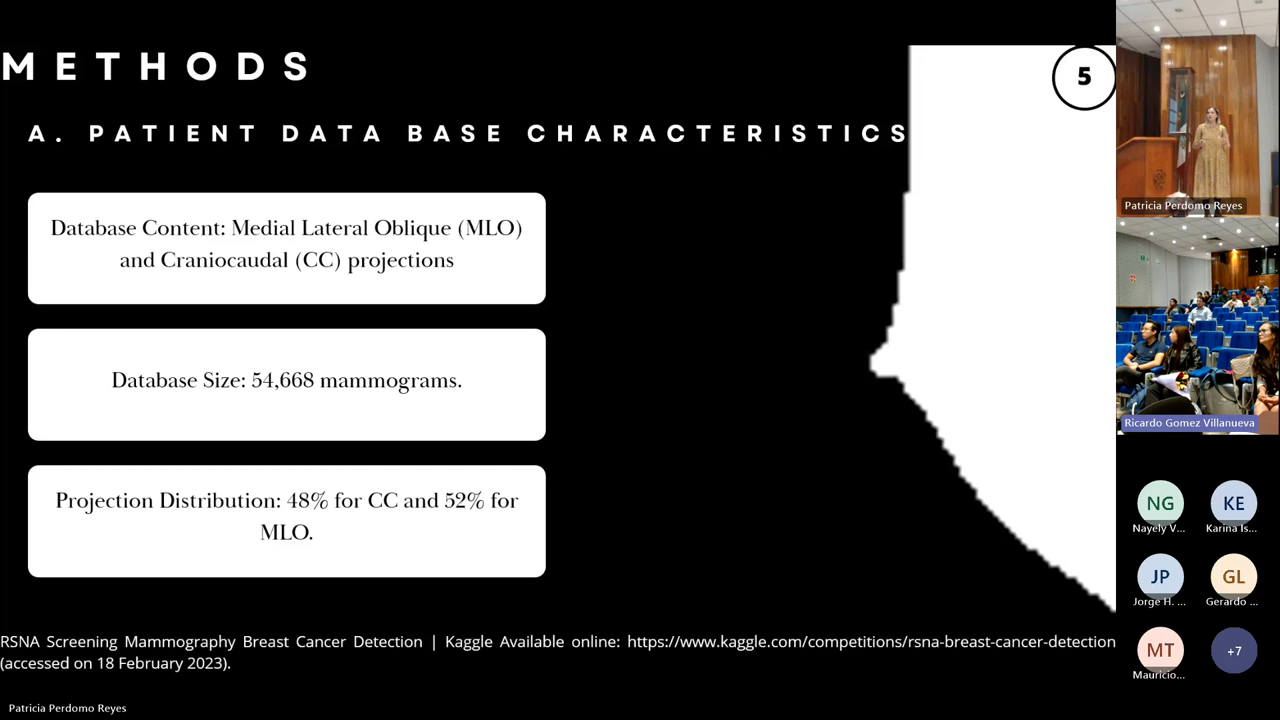 METHODS
5
A. PATIENT DATA BASE CHARACTERISTICS
Database Content: Medial Lateral Oblique (MLO)
and Craniocaudal (CC) projections
Database Size: 54,668 mammograms.
Projection Distribution: 48% for CC and 52% for
MLO.
RSNA Screening Mammography Breast Cancer Detection | Kaggle Available online: https://www.kaggle.com/competitions/rsna-breast-cancer-detection
(accessed on 18 February 2023).
Patricia Perdomo Reyes
Patricia Perdomo Reyes
Ricardo Gomez Villanueva
NG
Nayely V...
KE
Karina Is...
JP
Jorge H. ...
GL
Gerardo ...
MT
Mauricio...
+7